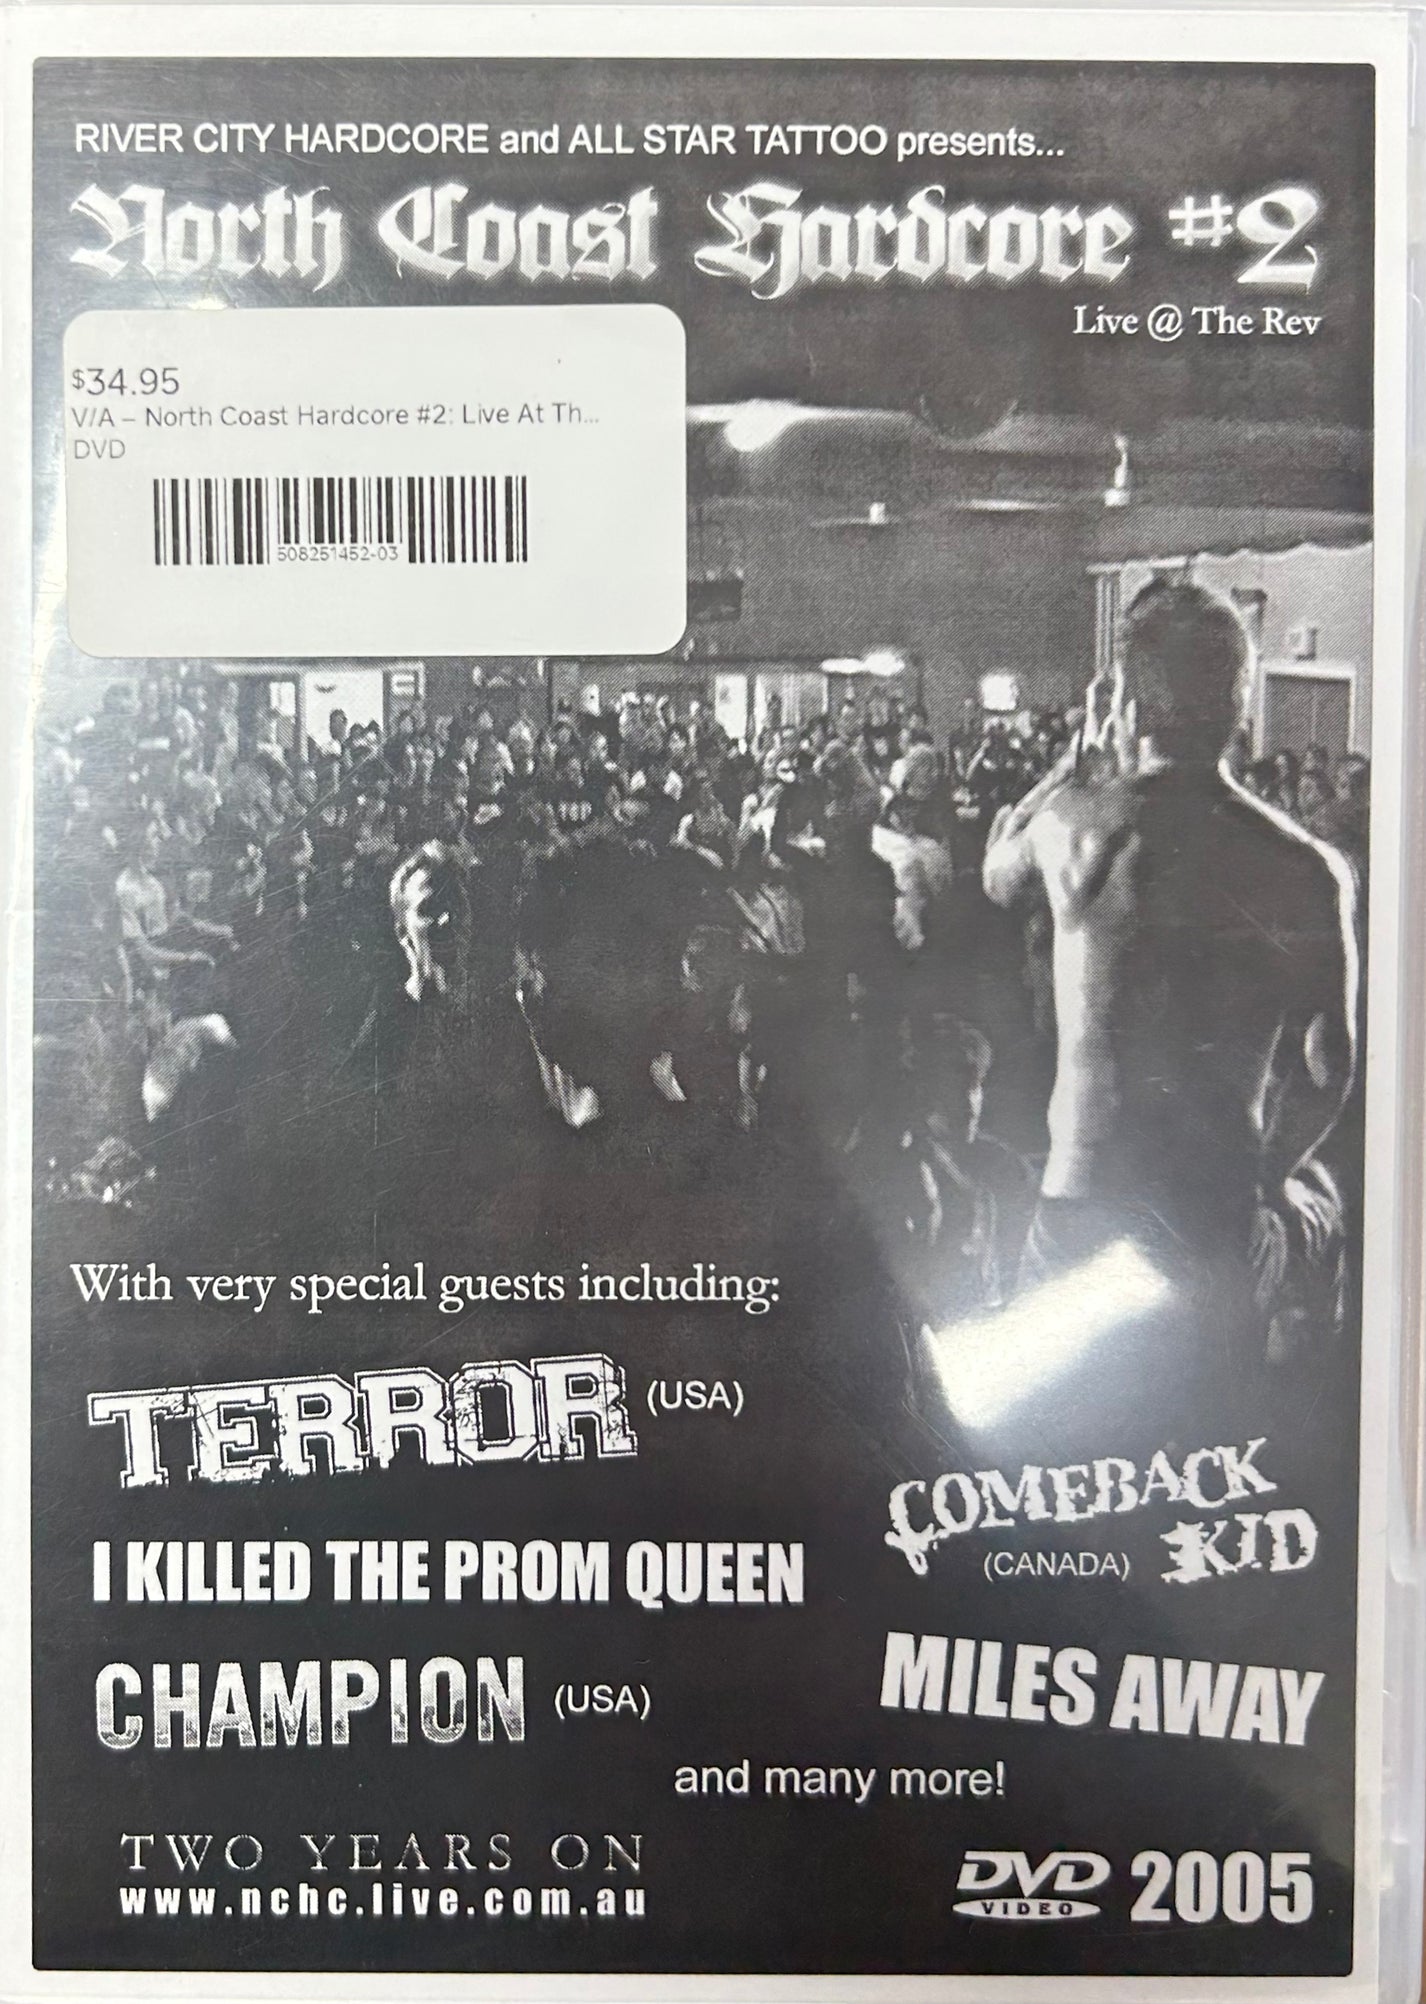 RIVER CITY HARDCORE and ALL STAR TATTOO presents...
North Coast Hardcore #2
Live @ The Rev
$34.95
V/A – North Coast Hardcore #2: Live At Th...
DVD
508251452-03
With very special guests including:
TERROR (USA)
COMEBACK KID
(CANADA)
I KILLED THE PROM QUEEN
CHAMPION (USA)
MILES AWAY
and many more!
TWO YEARS ON
www.nchc.live.com.au
DVD VIDEO 2005